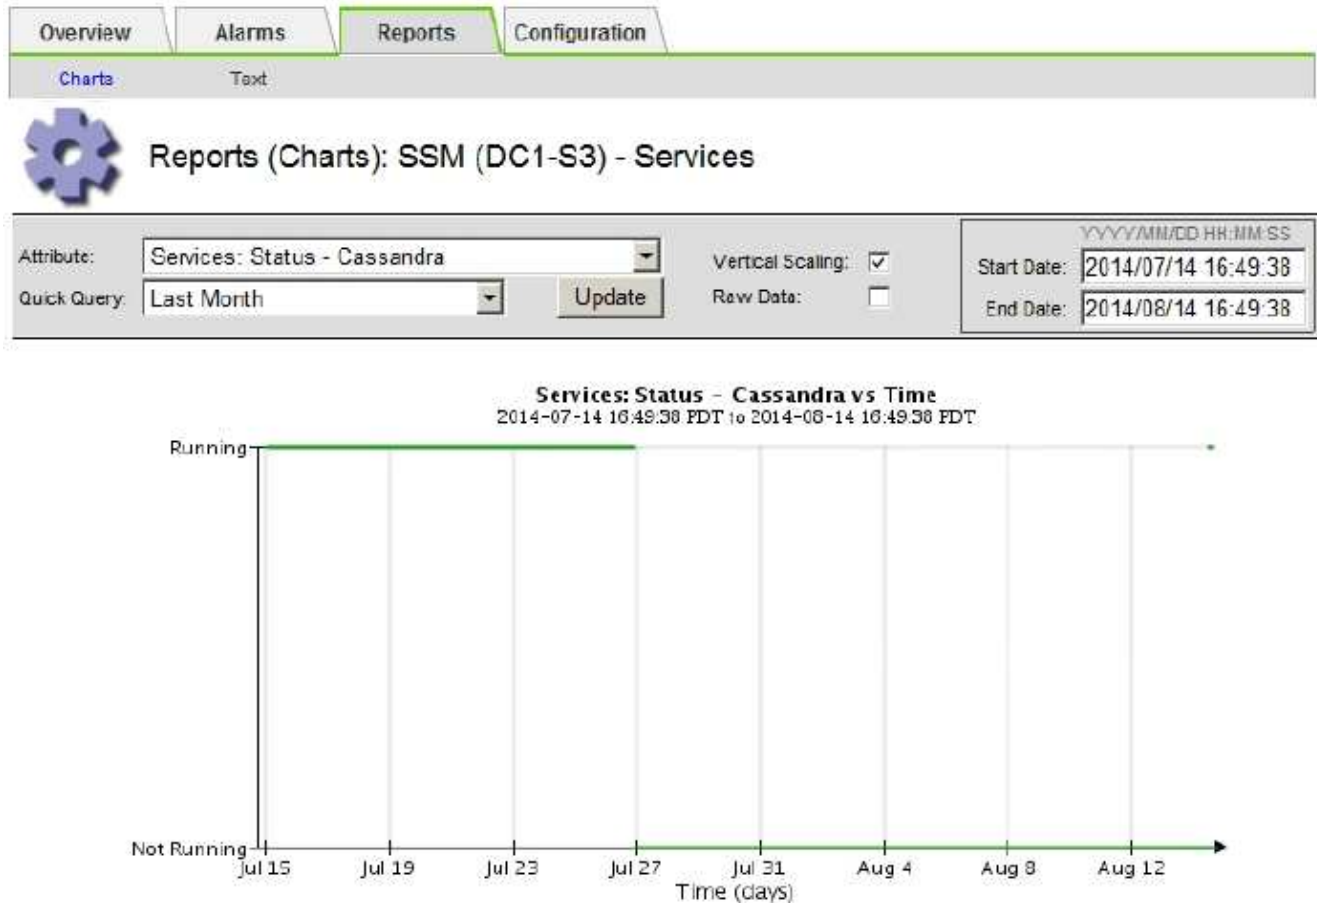 Overview Alarms Reports Configuration
Charts Text
Reports (Charts): SSM (DC1-S3) - Services
YYYY/MM/DD HH:MM:SS
Attribute: Services: Status - Cassandra Vertical Scaling: Start Date: 2014/07/14 16:49:38
Quick Query: Last Month Update Raw Data: End Date: 2014/08/14 16:49:38
Services: Status - Cassandra vs Time
2014-07-14 16:49:38 PDT to 2014-08-14 16:49:38 PDT
Running
Not Running
Jul 15 Jul 19 Jul 23 Jul 27 Jul 31 Aug 4 Aug 8 Aug 12
Time (days)